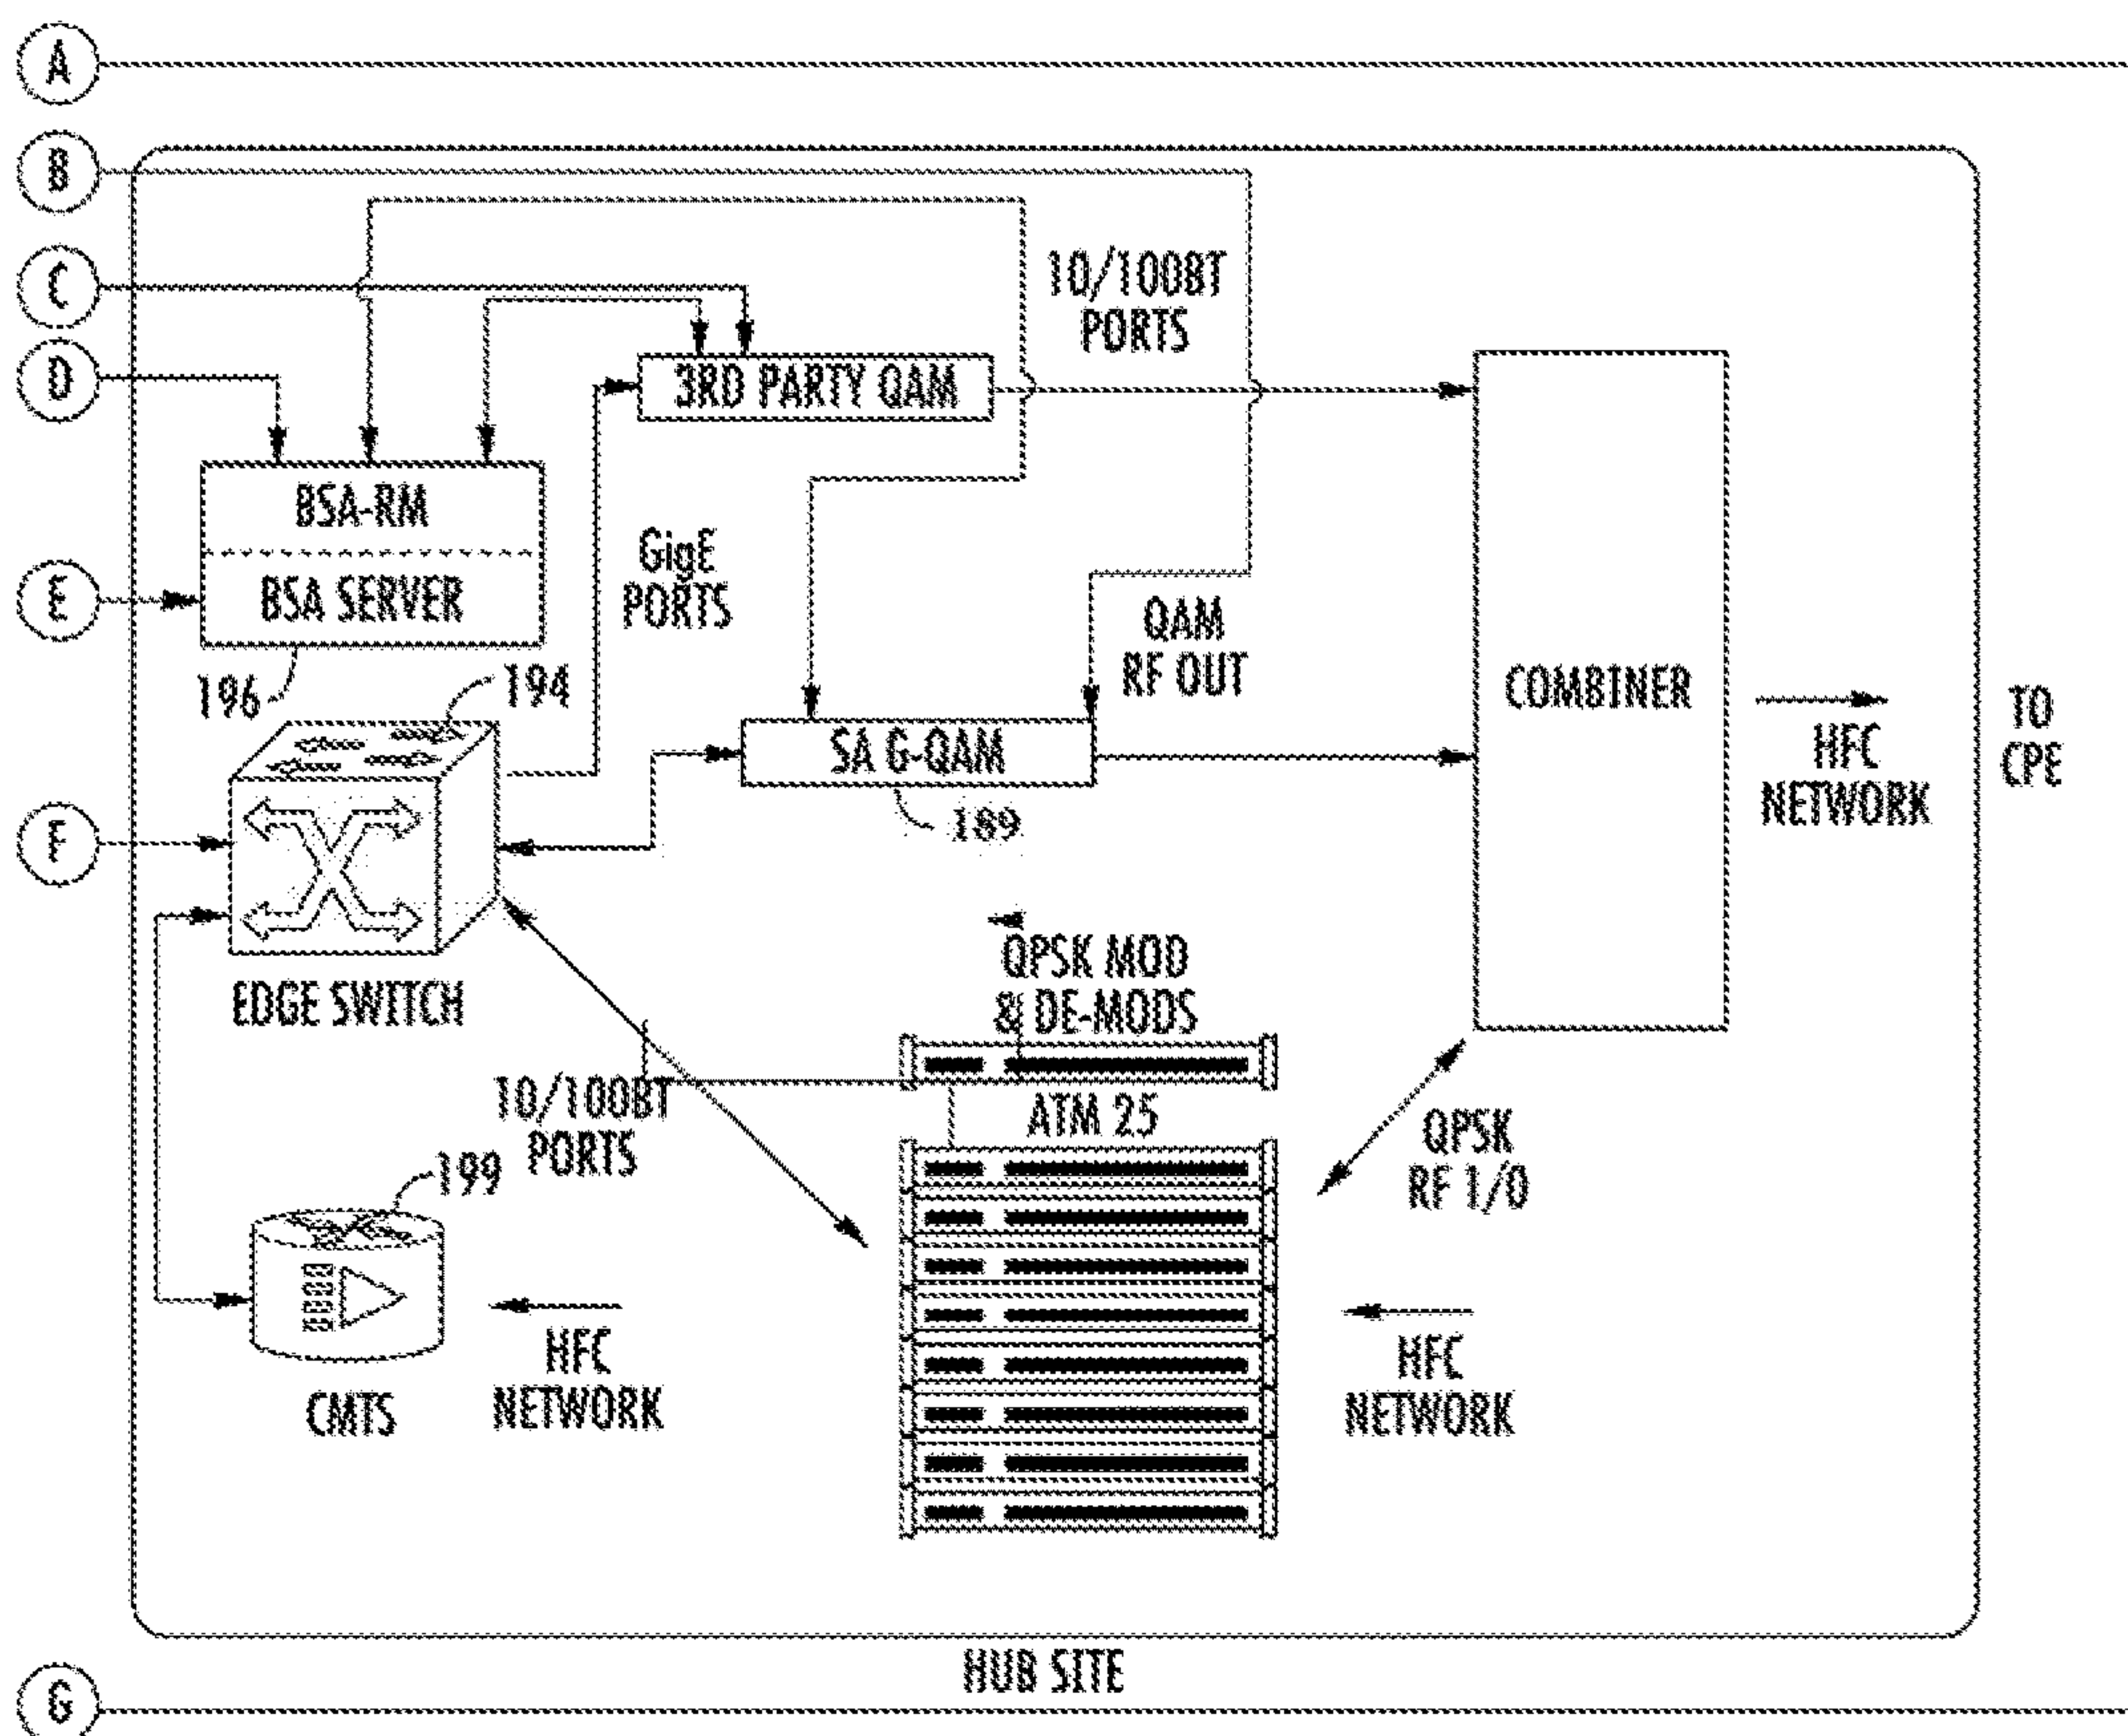 A
B
C
D
E
F
G
10/100BT
PORTS
3RD PARTY QAM
BSA-RM
BSA SERVER
196
194
GigE
PORTS
QAM
RF OUT
SA G-QAM
189
COMBINER
HFC
NETWORK
TO
CPE
EDGE SWITCH
QPSK MOD
& DE-MODS
10/100BT
PORTS
ATM 25
QPSK
RF 1/0
199
CMTS
HFC
NETWORK
HFC
NETWORK
HUB SITE